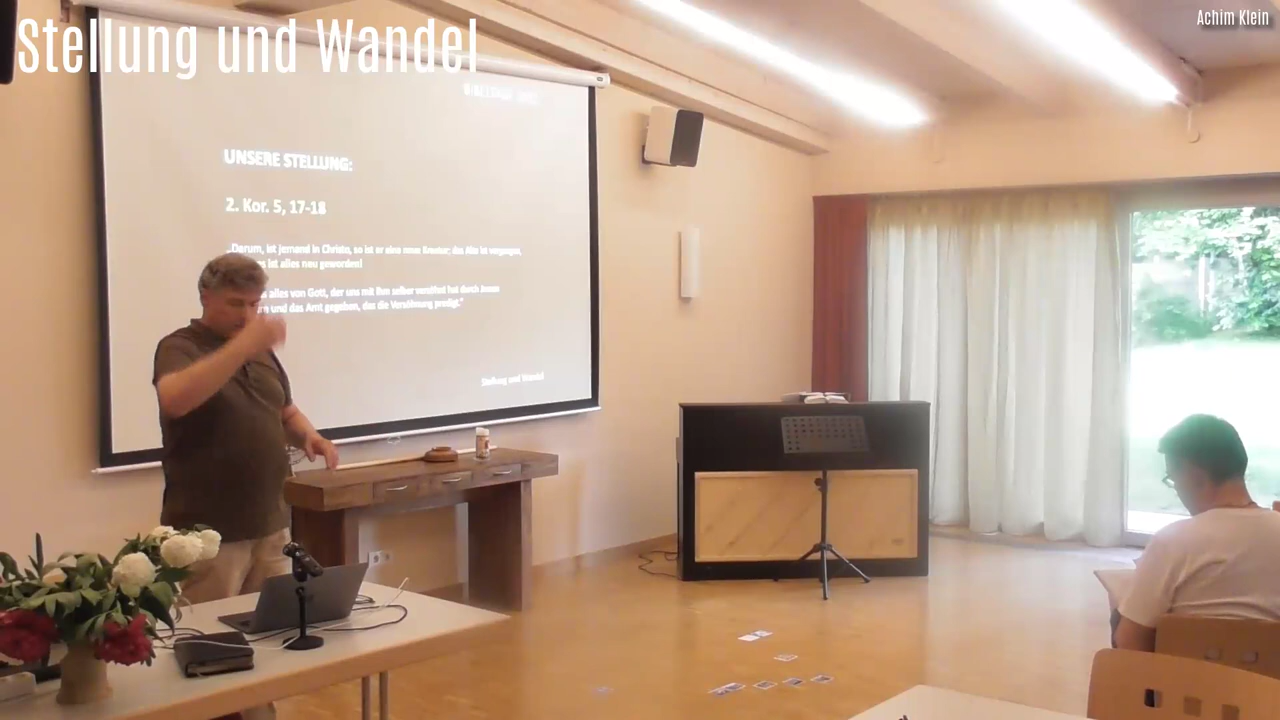 Stellung und Wandel
Achim Klein
UNSERE STELLUNG:
2. Kor. 5, 17-18
„Darum, ist jemand in Christo, so ist er eine neue Kreatur; das Alte ist vergangen,
es ist alles neu geworden!
alles von Gott, der uns mit ihm selber versöhnt hat durch Jesum
und das Amt gegeben, das die Versöhnung predigt."
Stellung und Wandel